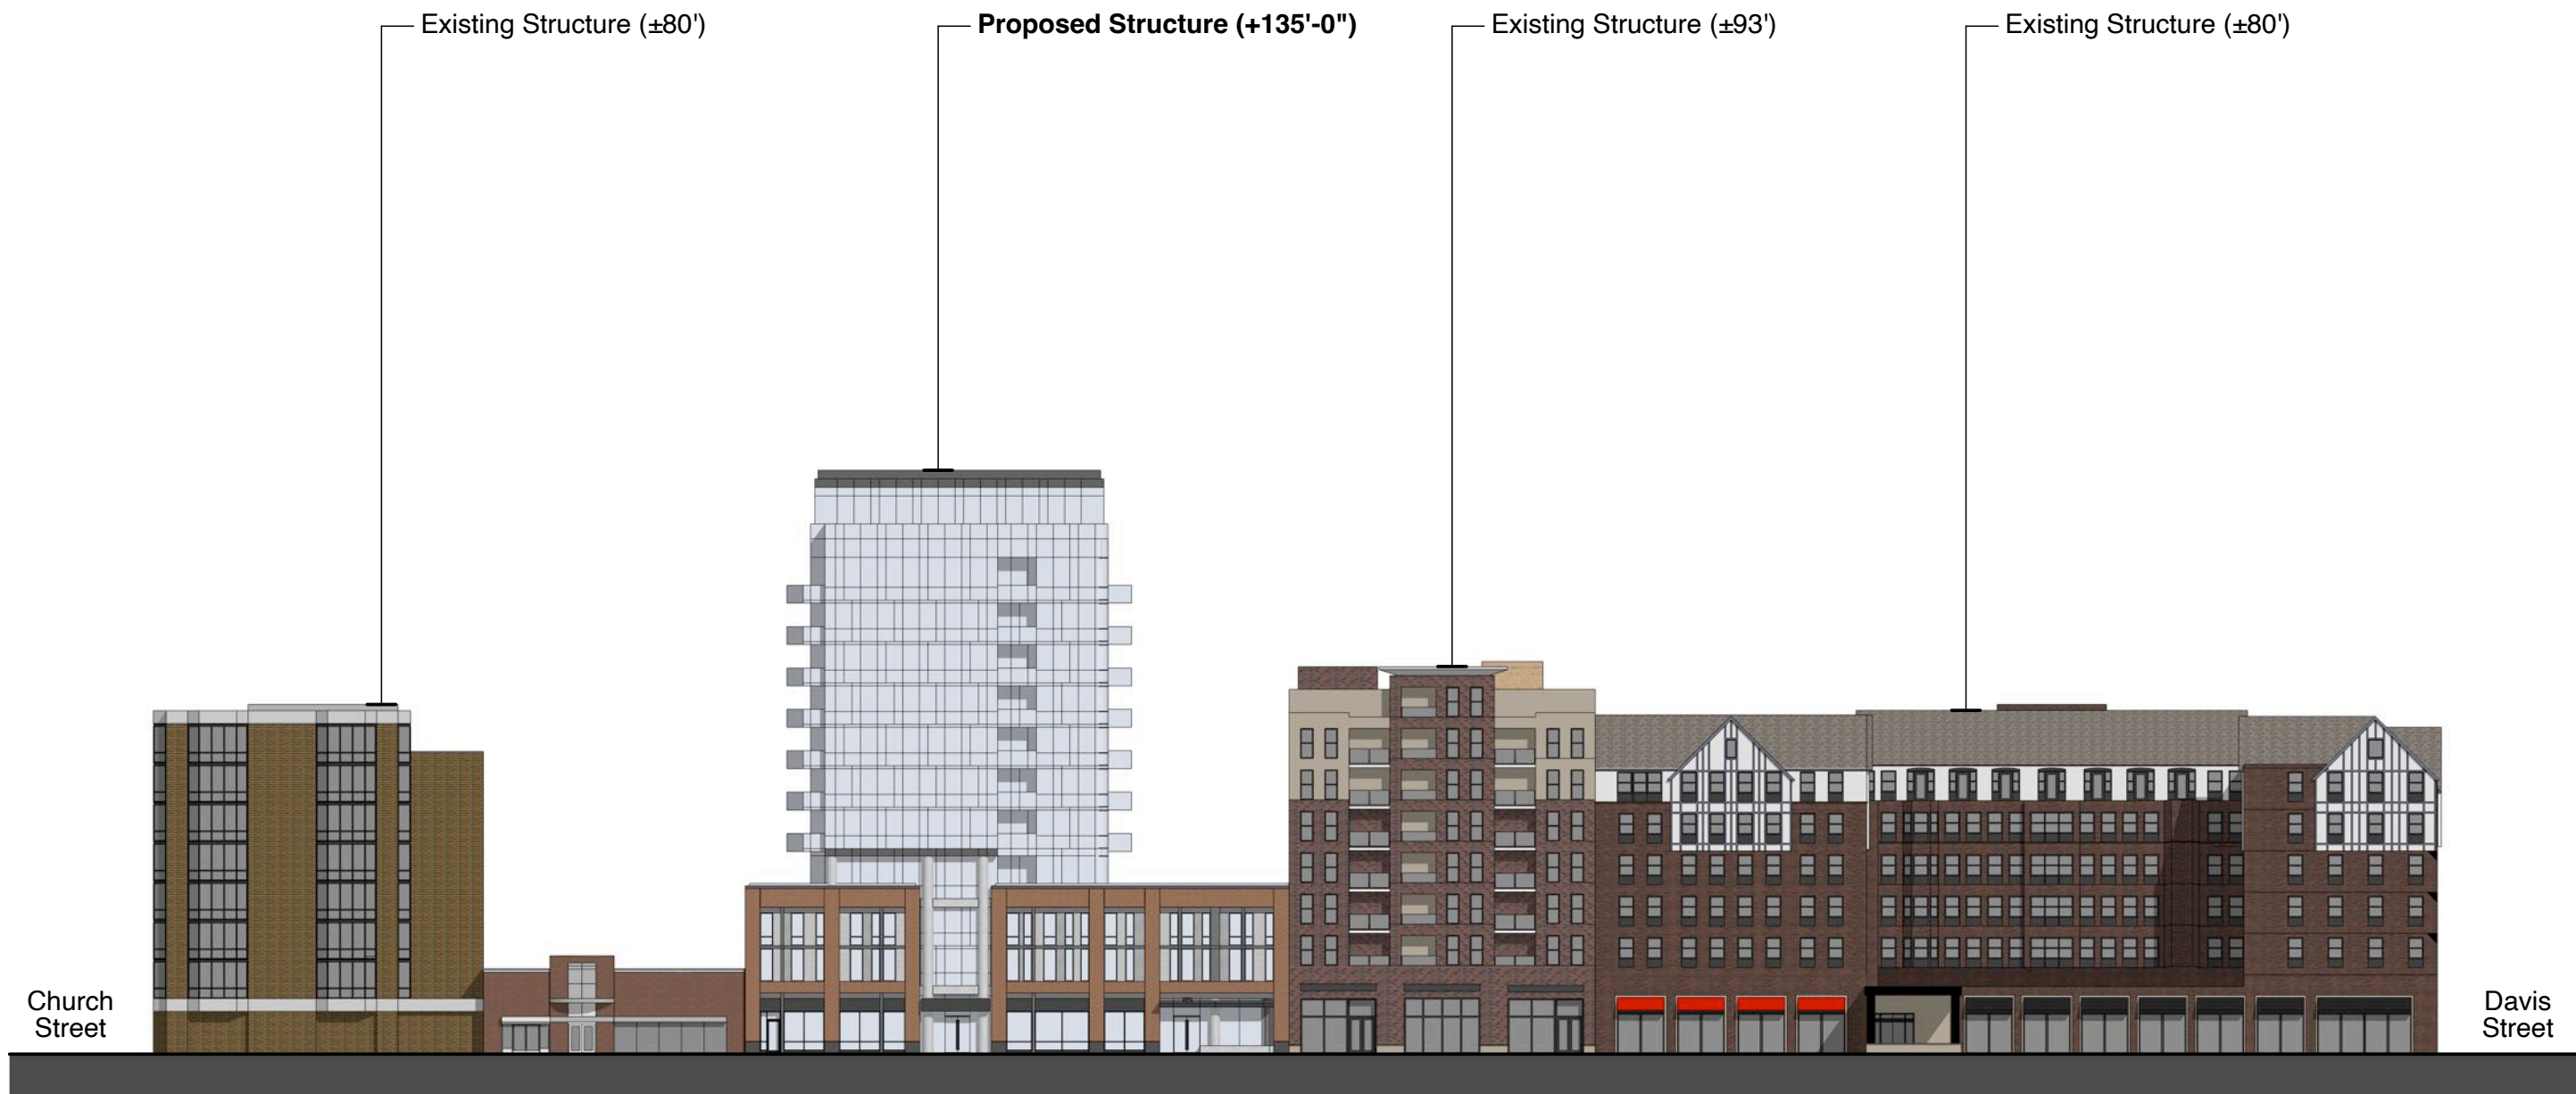 Existing Structure (±80')
Proposed Structure (+135'-0")
Existing Structure (±93')
Existing Structure (±80')
Church
Street
Davis
Street